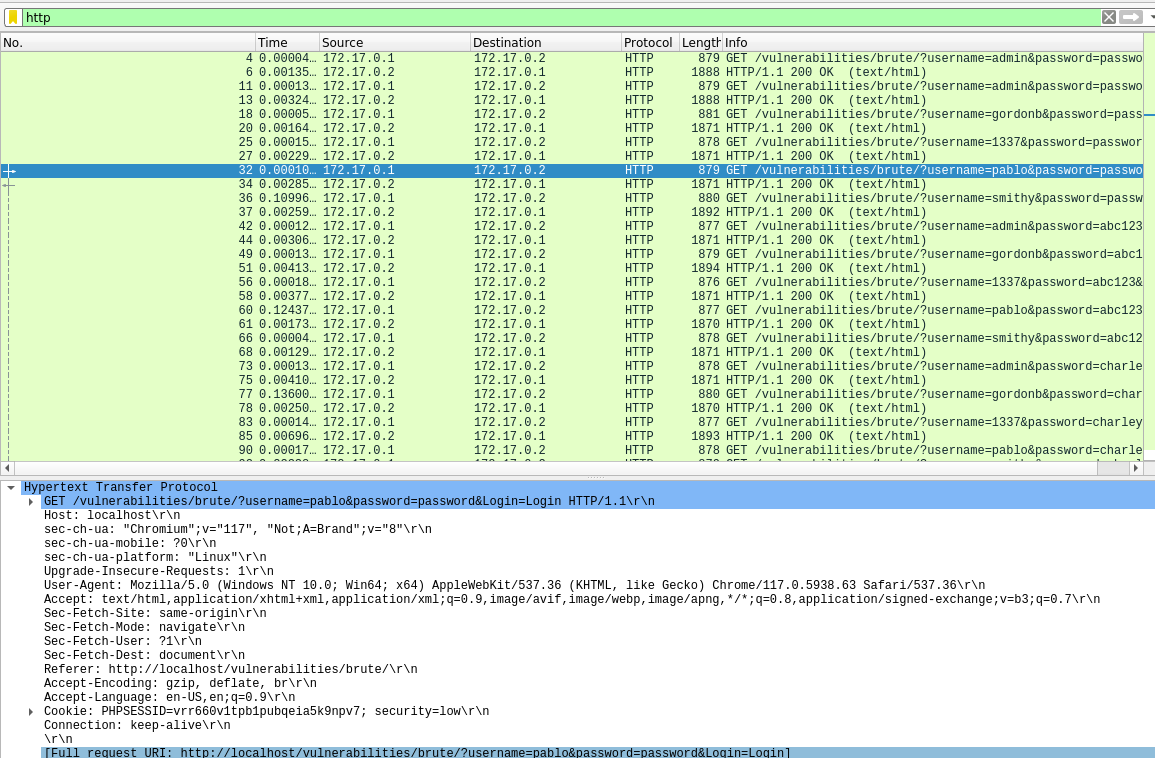 http
No. Time Source Destination Protocol Length Info
4 0.00004… 172.17.0.1 172.17.0.2 HTTP 879 GET /vulnerabilities/brute/?username=admin&password=passwo
6 0.00135… 172.17.0.2 172.17.0.1 HTTP 1888 HTTP/1.1 200 OK (text/html)
11 0.00013… 172.17.0.1 172.17.0.2 HTTP 879 GET /vulnerabilities/brute/?username=admin&password=passwo
13 0.00324… 172.17.0.2 172.17.0.1 HTTP 1888 HTTP/1.1 200 OK (text/html)
18 0.00005… 172.17.0.1 172.17.0.2 HTTP 881 GET /vulnerabilities/brute/?username=gordonb&password=pass
20 0.00164… 172.17.0.2 172.17.0.1 HTTP 1871 HTTP/1.1 200 OK (text/html)
25 0.00015… 172.17.0.1 172.17.0.2 HTTP 878 GET /vulnerabilities/brute/?username=1337&password=passwor
27 0.00229… 172.17.0.2 172.17.0.1 HTTP 1871 HTTP/1.1 200 OK (text/html)
32 0.00010… 172.17.0.1 172.17.0.2 HTTP 879 GET /vulnerabilities/brute/?username=pablo&password=passwo
34 0.00285… 172.17.0.2 172.17.0.1 HTTP 1871 HTTP/1.1 200 OK (text/html)
36 0.10996… 172.17.0.1 172.17.0.2 HTTP 880 GET /vulnerabilities/brute/?username=smithy&password=passw
37 0.00259… 172.17.0.2 172.17.0.1 HTTP 1892 HTTP/1.1 200 OK (text/html)
42 0.00012… 172.17.0.1 172.17.0.2 HTTP 877 GET /vulnerabilities/brute/?username=admin&password=abc123
44 0.00306… 172.17.0.2 172.17.0.1 HTTP 1871 HTTP/1.1 200 OK (text/html)
49 0.00013… 172.17.0.1 172.17.0.2 HTTP 879 GET /vulnerabilities/brute/?username=gordonb&password=abc1
51 0.00413… 172.17.0.2 172.17.0.1 HTTP 1894 HTTP/1.1 200 OK (text/html)
56 0.00018… 172.17.0.1 172.17.0.2 HTTP 876 GET /vulnerabilities/brute/?username=1337&password=abc123&
58 0.00377… 172.17.0.2 172.17.0.1 HTTP 1871 HTTP/1.1 200 OK (text/html)
60 0.12437… 172.17.0.1 172.17.0.2 HTTP 877 GET /vulnerabilities/brute/?username=pablo&password=abc123
61 0.00173… 172.17.0.2 172.17.0.1 HTTP 1870 HTTP/1.1 200 OK (text/html)
66 0.00004… 172.17.0.1 172.17.0.2 HTTP 878 GET /vulnerabilities/brute/?username=smithy&password=abc12
68 0.00129… 172.17.0.2 172.17.0.1 HTTP 1871 HTTP/1.1 200 OK (text/html)
73 0.00013… 172.17.0.1 172.17.0.2 HTTP 878 GET /vulnerabilities/brute/?username=admin&password=charle
75 0.00410… 172.17.0.2 172.17.0.1 HTTP 1871 HTTP/1.1 200 OK (text/html)
77 0.13600… 172.17.0.1 172.17.0.2 HTTP 880 GET /vulnerabilities/brute/?username=gordonb&password=char
78 0.00250… 172.17.0.2 172.17.0.1 HTTP 1870 HTTP/1.1 200 OK (text/html)
83 0.00014… 172.17.0.1 172.17.0.2 HTTP 877 GET /vulnerabilities/brute/?username=1337&password=charley
85 0.00696… 172.17.0.2 172.17.0.1 HTTP 1893 HTTP/1.1 200 OK (text/html)
90 0.00017… 172.17.0.1 172.17.0.2 HTTP 878 GET /vulnerabilities/brute/?username=pablo&password=charle
Hypertext Transfer Protocol
GET /vulnerabilities/brute/?username=pablo&password=password&Login=Login HTTP/1.1\r\n
Host: localhost\r\n
sec-ch-ua: "Chromium";v="117", "Not;A=Brand";v="8"\r\n
sec-ch-ua-mobile: ?0\r\n
sec-ch-ua-platform: "Linux"\r\n
Upgrade-Insecure-Requests: 1\r\n
User-Agent: Mozilla/5.0 (Windows NT 10.0; Win64; x64) AppleWebKit/537.36 (KHTML, like Gecko) Chrome/117.0.5938.63 Safari/537.36\r\n
Accept: text/html,application/xhtml+xml,application/xml;q=0.9,image/avif,image/webp,image/apng,*/*;q=0.8,application/signed-exchange;v=b3;q=0.7\r\n
Sec-Fetch-Site: same-origin\r\n
Sec-Fetch-Mode: navigate\r\n
Sec-Fetch-User: ?1\r\n
Sec-Fetch-Dest: document\r\n
Referer: http://localhost/vulnerabilities/brute/\r\n
Accept-Encoding: gzip, deflate, br\r\n
Accept-Language: en-US,en;q=0.9\r\n
Cookie: PHPSESSID=vrr660v1tpb1pubqeia5k9npv7; security=low\r\n
Connection: keep-alive\r\n
\r\n
[Full request URI: http://localhost/vulnerabilities/brute/?username=pablo&password=password&Login=Login]